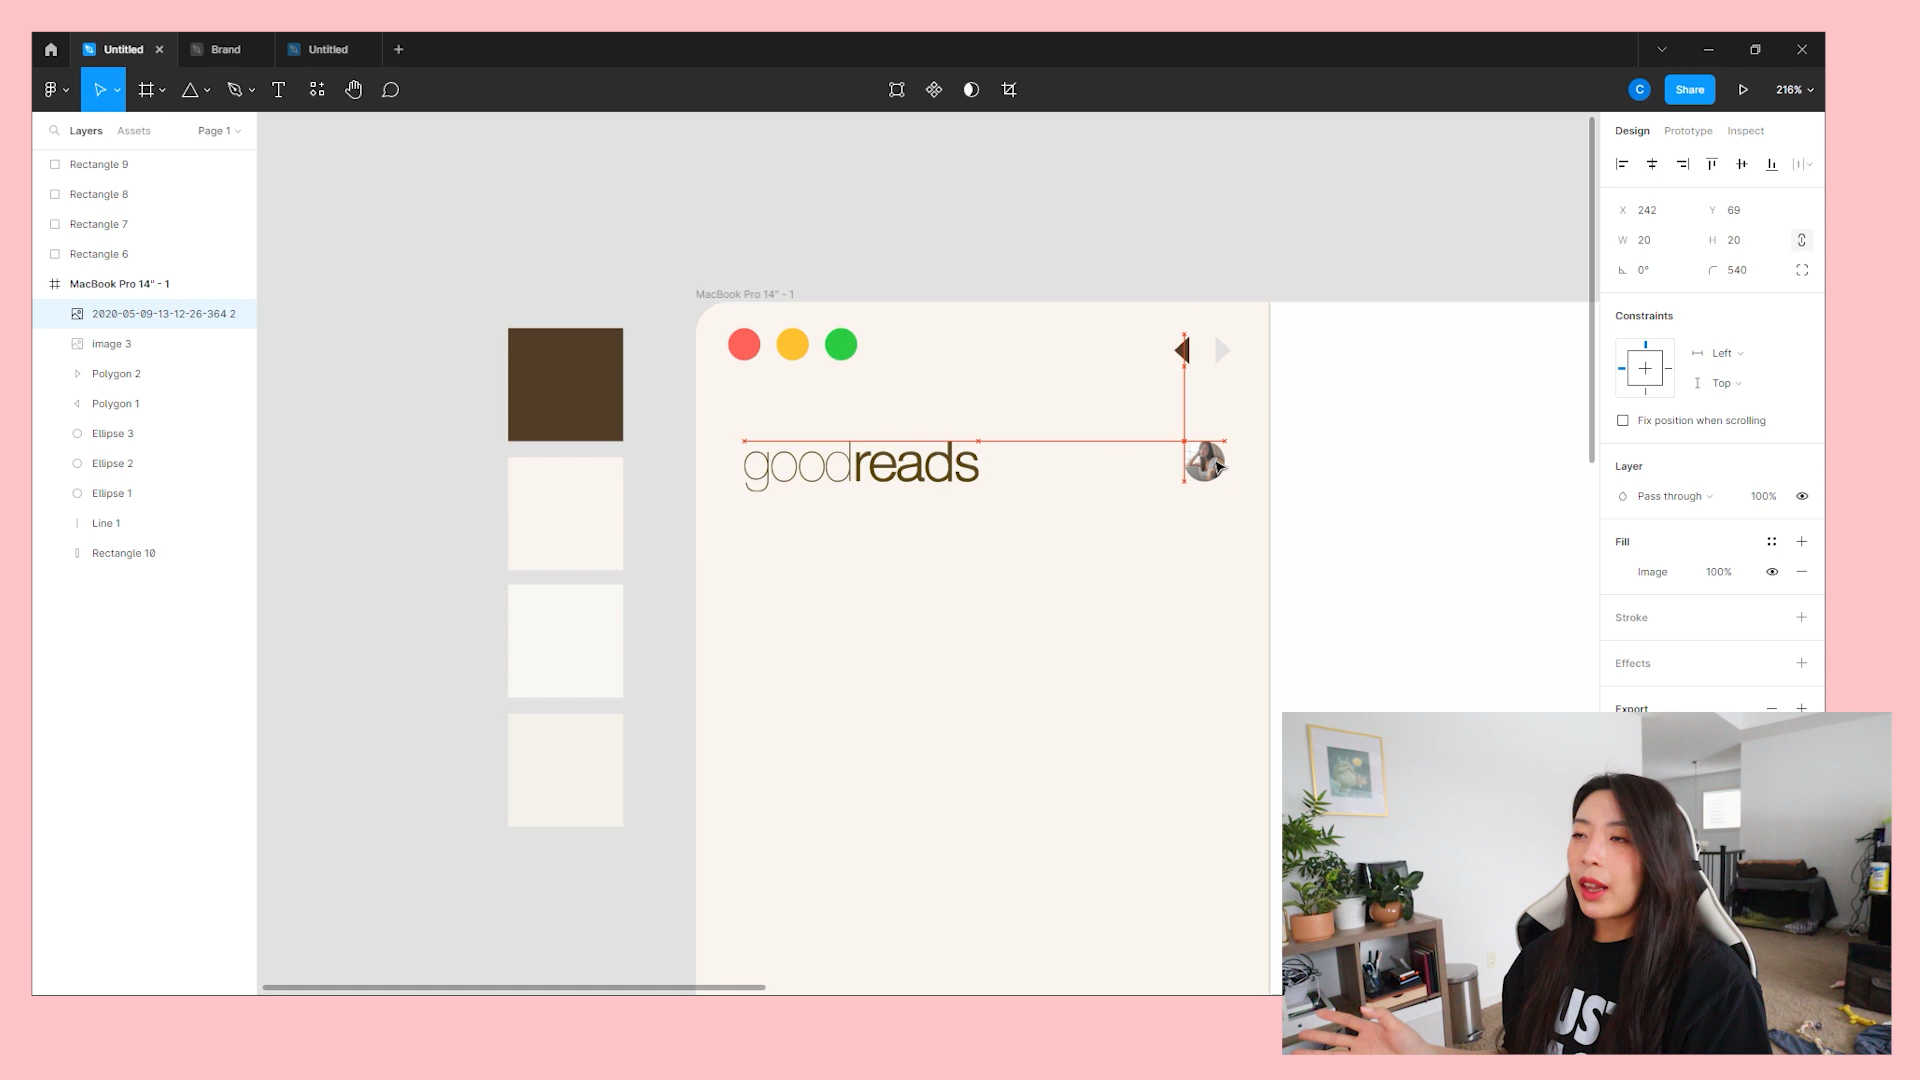 Untitled
Brand
Untitled
C
Share
216%
Layers
Assets
Page 1
Rectangle 9
Rectangle 8
Rectangle 7
Rectangle 6
MacBook Pro 14" - 1
2020-05-09-13-12-26-364 2
image 3
Polygon 2
Polygon 1
Ellipse 3
Ellipse 2
Ellipse 1
Line 1
Rectangle 10
MacBook Pro 14" - 1
goodreads
Design
Prototype
Inspect
X 242
Y 69
W 20
H 20
0°
540
Constraints
Left
Top
Fix position when scrolling
Layer
Pass through
100%
Fill
Image
100%
Stroke
Effects
Export